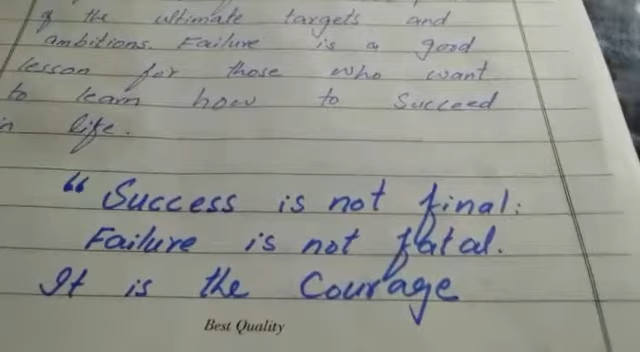 of the ultimate targets and
ambitions. Failure is a good
lesson for those who want
to learn how to Succeed
in life.
“ Success is not final:
Failure is not fatal.
It is the Courage
Best Quality